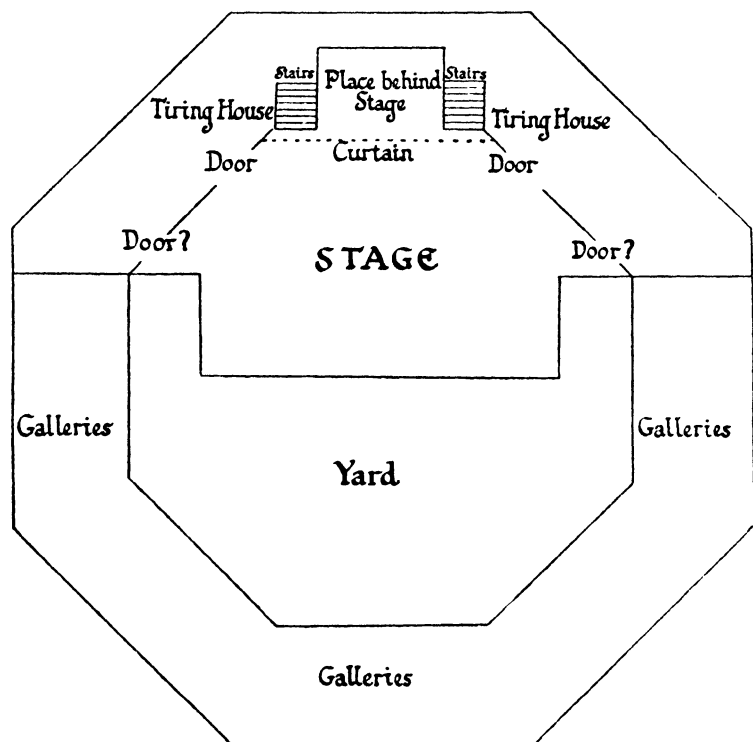 Stairs
Place behind
Stage
Stairs
Tiring House
Tiring House
Door
Curtain
Door
Door?
STAGE
Door?
Galleries
Galleries
Yard
Galleries